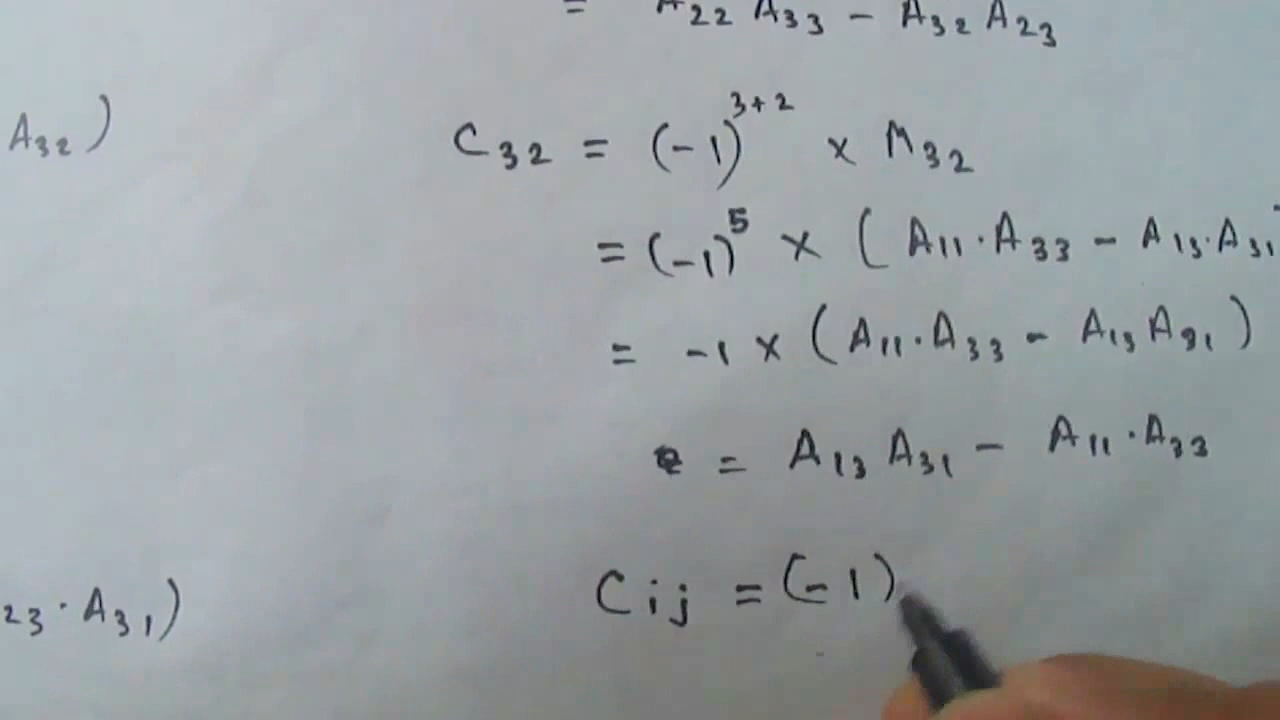 = A₂₂ A₃₃ - A₃₂ A₂₃
A₃₂)
C₃₂ = (-1)³⁺² × M₃₂
= (-1)⁵ × (A₁₁·A₃₃ - A₁₃·A₃₁
= -1 × (A₁₁·A₃₃ - A₁₃ A₃₁)
= A₁₃ A₃₁ - A₁₁·A₃₃
₂₃·A₃₁)
Cᵢⱼ = (-1)